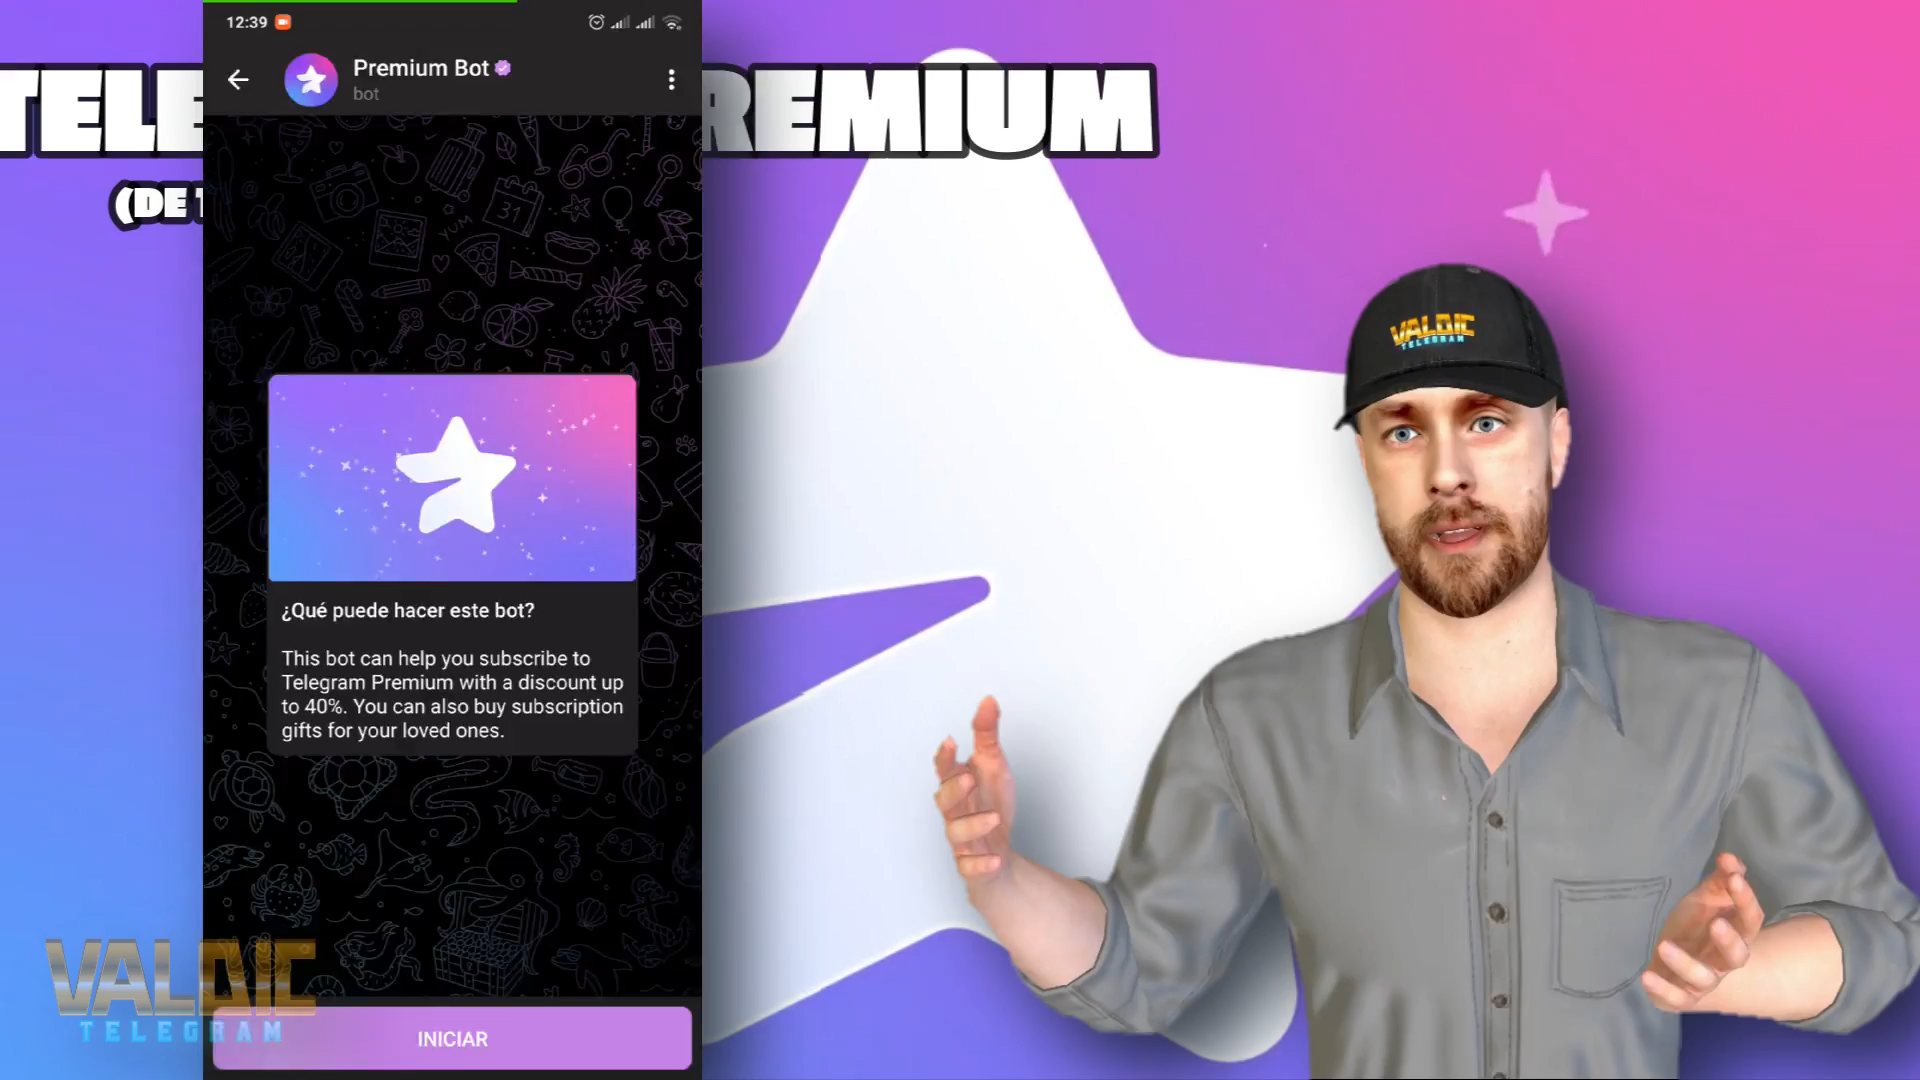 12:39
Premium Bot
bot
TELE
REMIUM
(DE
VALDIC
TELEGRAM
¿Qué puede hacer este bot?
This bot can help you subscribe to
Telegram Premium with a discount up
to 40%. You can also buy subscription
gifts for your loved ones.
VALDIC
TELEGRAM
INICIAR